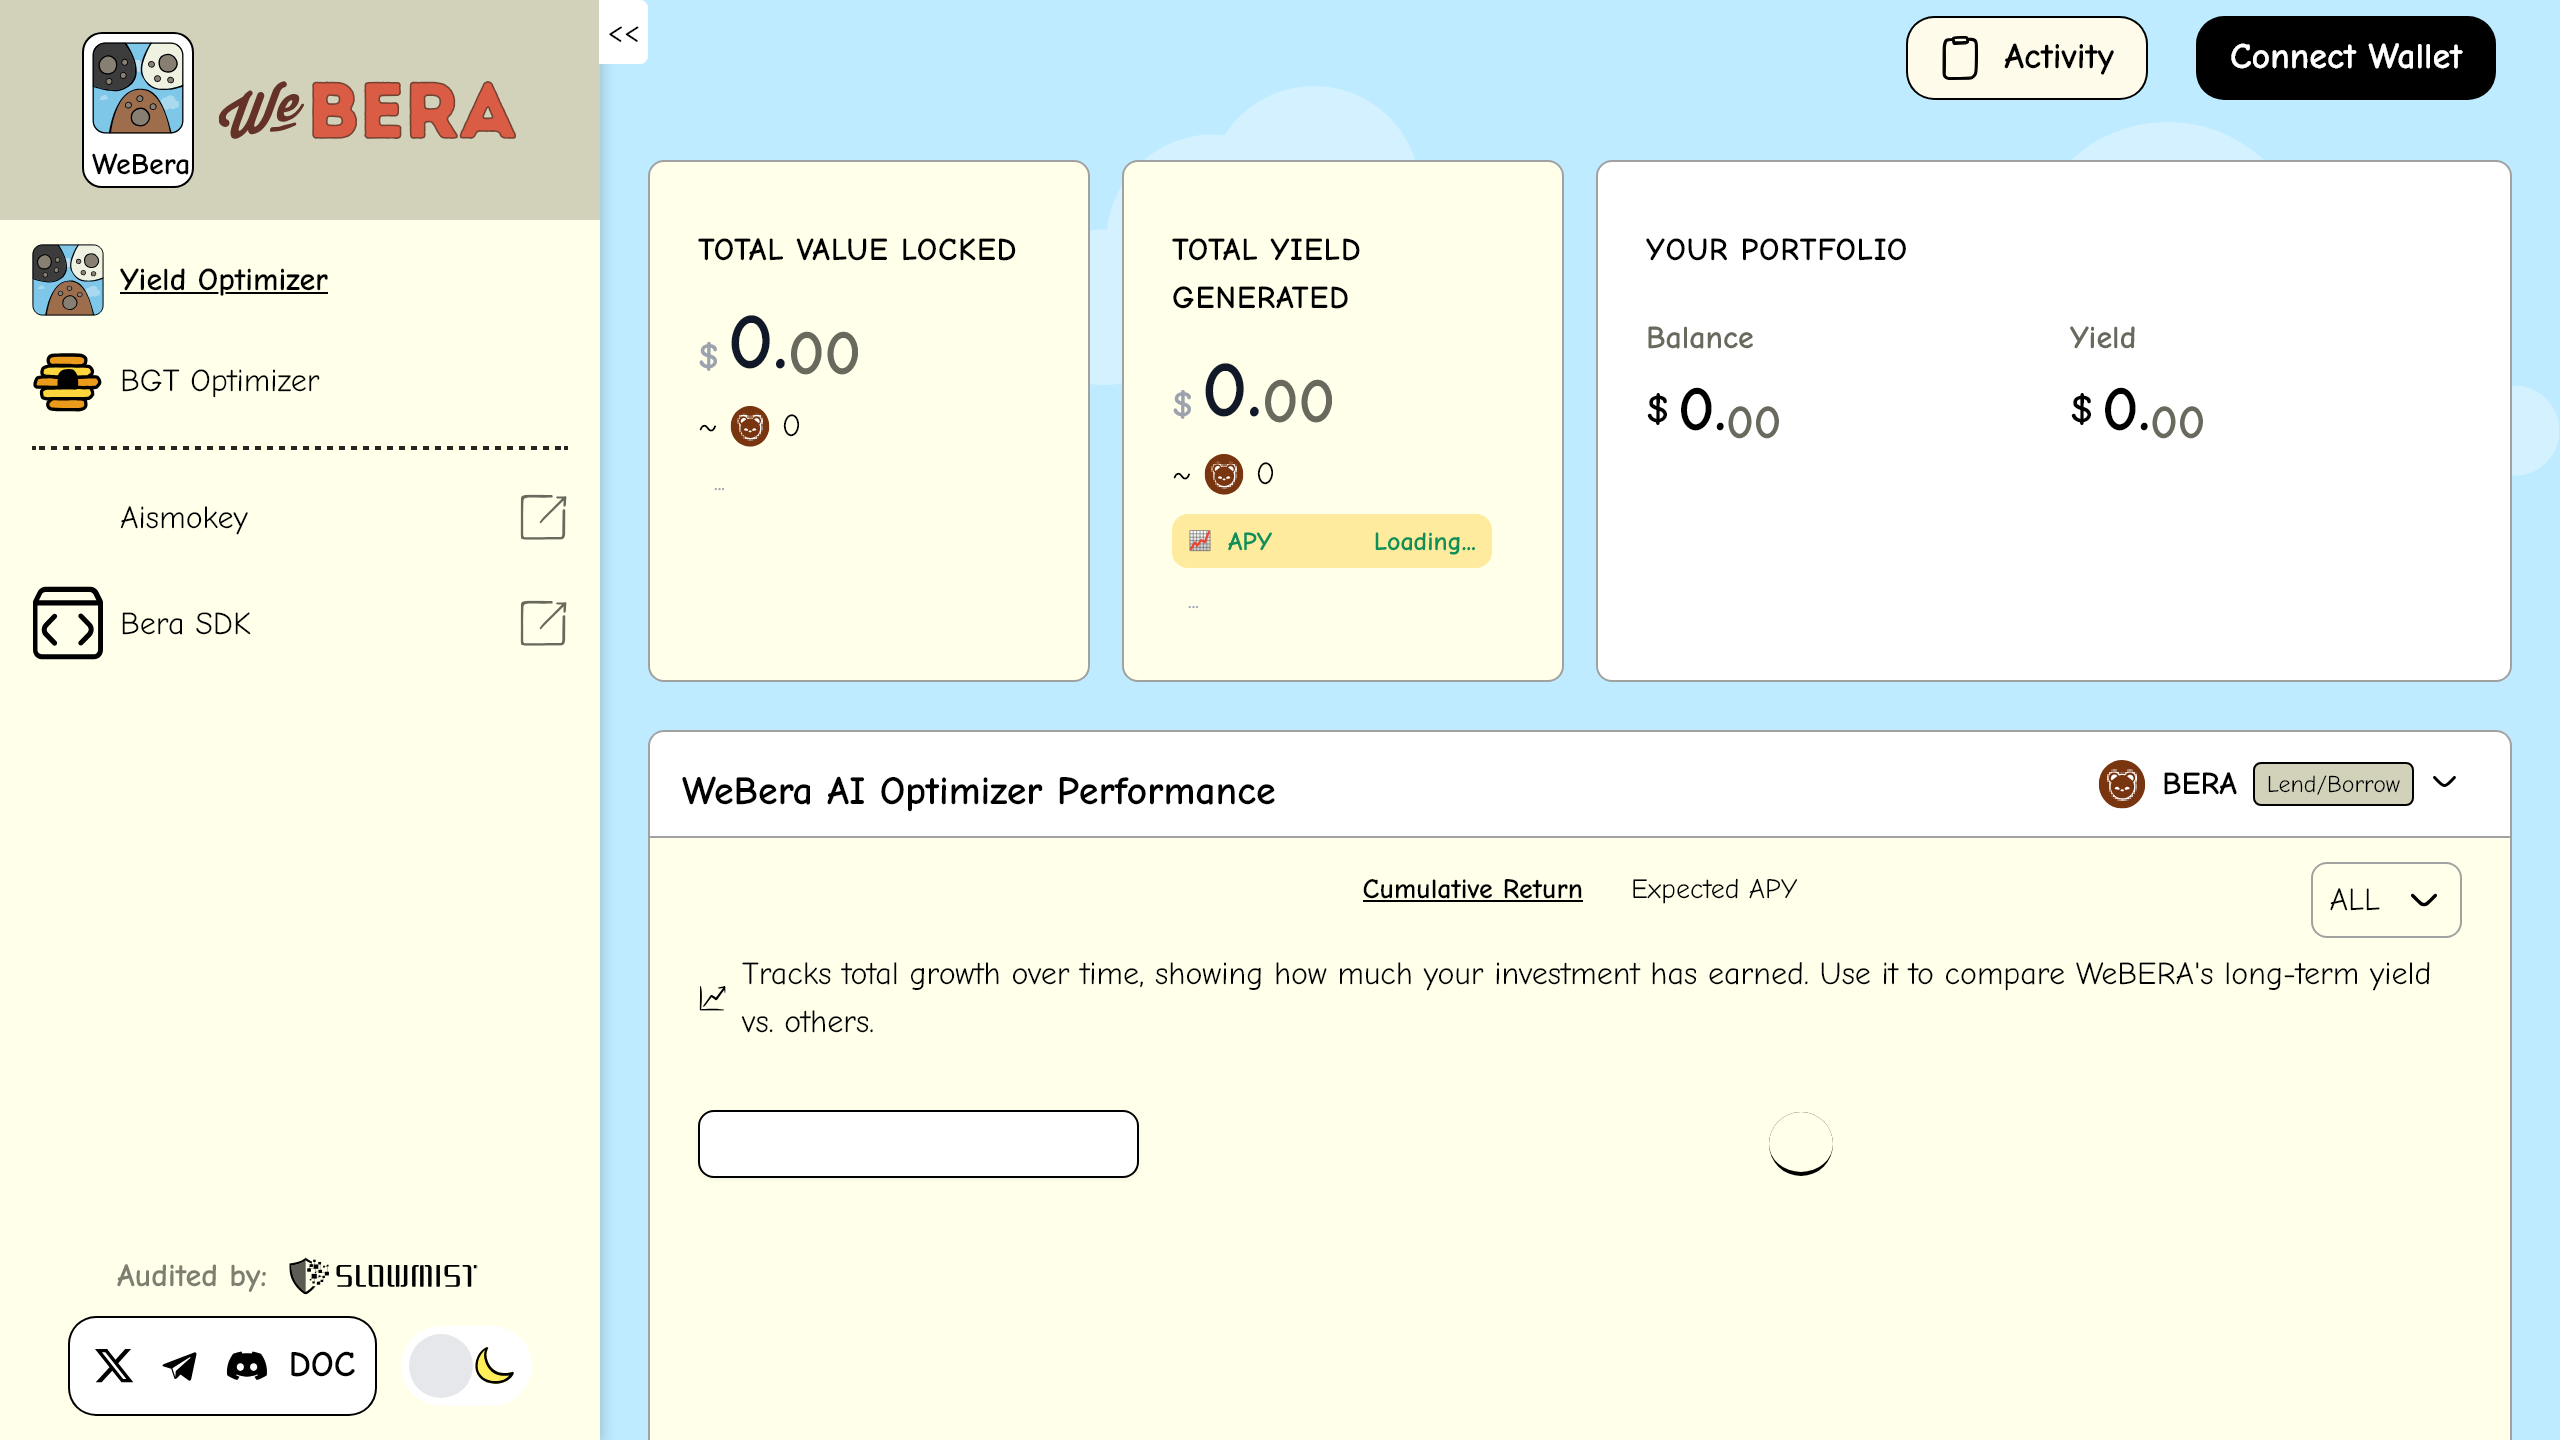 WeBera
We BERA
<<
Activity
Connect Wallet
Yield Optimizer
BGT Optimizer
Aismokey
Bera SDK
Audited by: SLOWMIST
DOC
TOTAL VALUE LOCKED
$ 0.00
~ 0
...
TOTAL YIELD
GENERATED
$ 0.00
~ 0
APY Loading...
...
YOUR PORTFOLIO
Balance
$ 0.00
Yield
$ 0.00
WeBera AI Optimizer Performance
BERA Lend/Borrow
Cumulative Return Expected APY
ALL
Tracks total growth over time, showing how much your investment has earned. Use it to compare WeBERA's long-term yield
vs. others.